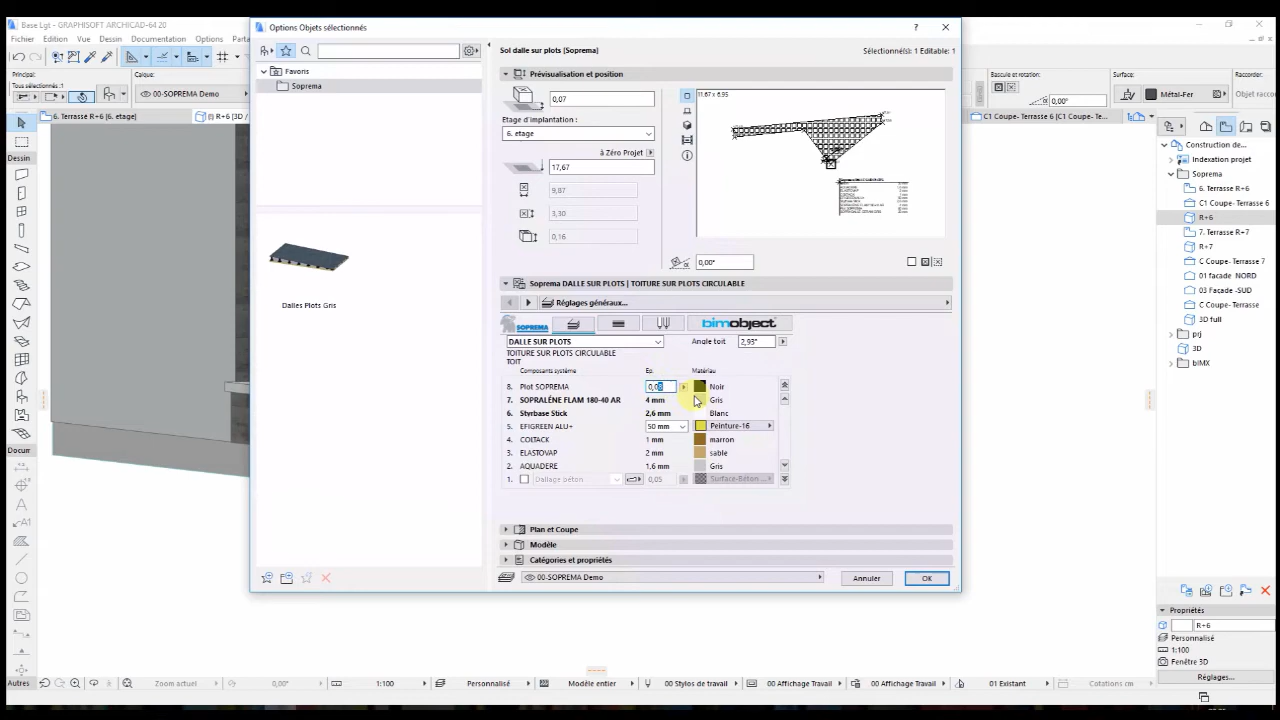 Base Lgt - GRAPHISOFT ARCHICAD-64 20
Fichier Edition Vue Dessin Documentation Options
Principal:
Tous sélectionnés: 1
Calque:
00-SOPREMA Demo
Bascule et rotation:
0,00°
Surface:
Métal-Fer
Raccorder:
Objet racco
6. Terrasse R+6 [6. etage]
(!) R+6 [3D /
C1 Coupe- Terrasse 6 [C1 Coupe- Te...
Dessin
Docum
Autres
Options Objets sélectionnés
?
Favoris
Soprema
Dalles Plots Gris
Sol dalle sur plots [Soprema]
Sélectionné(s): 1 Editable: 1
Prévisualisation et position
0,07
Etage d'implantation :
6. etage
à Zéro Projet
17,67
9,87
3,30
0,16
11.67 x 6.95
0,00°
Soprema DALLE SUR PLOTS | TOITURE SUR PLOTS CIRCULABLE
Réglages généraux...
SOPREMA
bimobject
DALLE SUR PLOTS
Angle toit
2,93°
TOITURE SUR PLOTS CIRCULABLE
TOIT
Composants système Ep. Matériau
8. Plot SOPREMA Noir
7. SOPRALÈNE FLAM 180-40 AR 4 mm Gris
6. Styrbase Stick 2,6 mm Blanc
5. EFIGREEN ALU+ 50 mm Peinture-16
4. COLTACK 1 mm marron
3. ELASTOVAP 2 mm sable
2. AQUADERE 1.6 mm Gris
1. Dallage béton 0,05 Surface-Béton ...
Plan et Coupe
Modèle
Catégories et propriétés
00-SOPREMA Demo
Annuler
OK
Construction de...
Indexation projet
Soprema
6. Terrasse R+6
C1 Coupe- Terrasse 6
R+6
7. Terrasse R+7
R+7
C Coupe- Terrasse 7
01 facade NORD
03 Façade -SUD
C Coupe- Terrasse
3D full
prj
3D
bIMX
Propriétés
R+6
Personnalisé
1:100
Fenêtre 3D
Réglages...
Zoom actuel
0,00°
1:100
Personnalisé
Modèle entier
00 Stylos de travail
00 Affichage Travail
00 Affichage Travail
01 Existant
Cotations cm